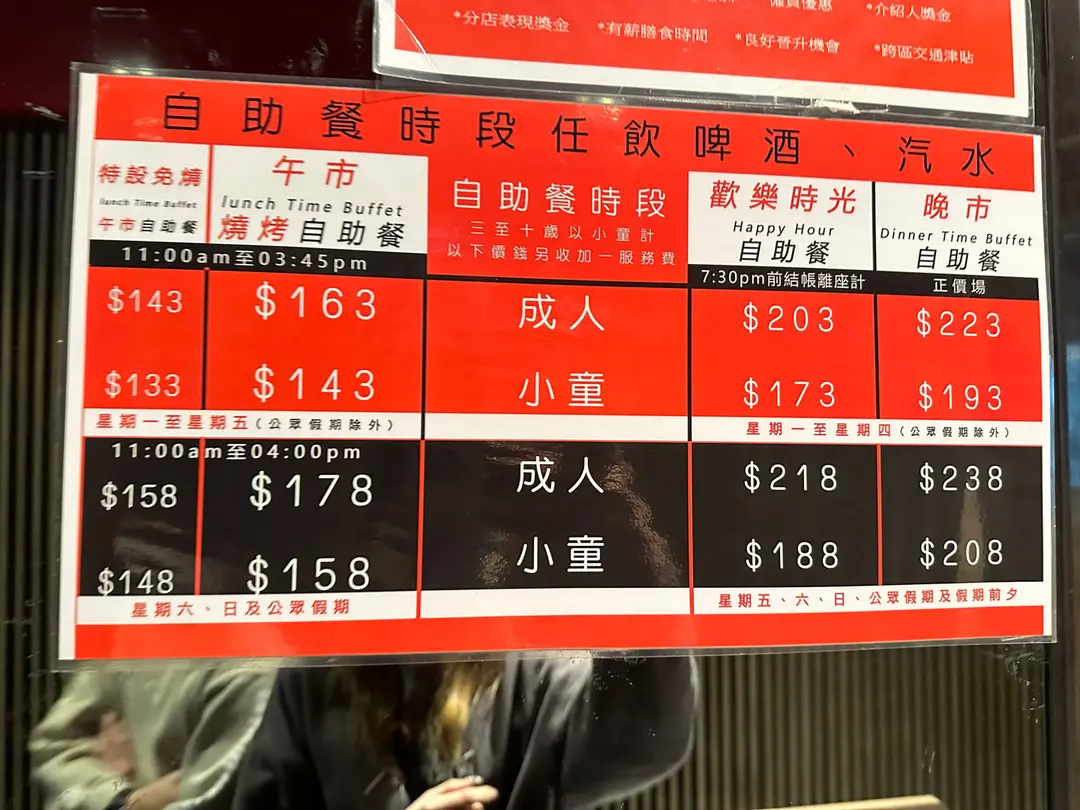 僱員優惠
*介紹人獎金
*分店表現獎金
*有薪膳食時間
*良好晉升機會
*跨區交通津貼
自助餐時段任飲啤酒、汽水
特設免燒
lunch Time Buffet
午市自助餐
午市
lunch Time Buffet
燒烤自助餐
11:00am至03:45pm
自助餐時段
三至十歲以小童計
以下價錢另收加一服務費
歡樂時光
Happy Hour
自助餐
7:30pm前結帳離座計
晚市
Dinner Time Buffet
自助餐
正價場
$143 $163 成人 $203 $223
$133 $143 小童 $173 $193
星期一至星期五(公眾假期除外)
星期一至星期四(公眾假期除外)
11:00am至04:00pm
$158 $178 成人 $218 $238
$148 $158 小童 $188 $208
星期六、日及公眾假期
星期五、六、日、公眾假期及假期前夕